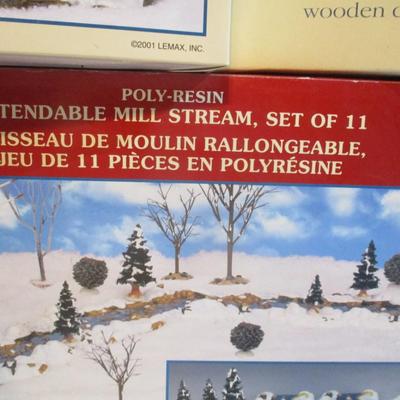 ©2001 LEMAX, INC.
wooden
POLY-RESIN
TENDABLE MILL STREAM, SET OF 11
ISSEAU DE MOULIN RALLONGEABLE,
JEU DE 11 PIÈCES EN POLYRÉSINE